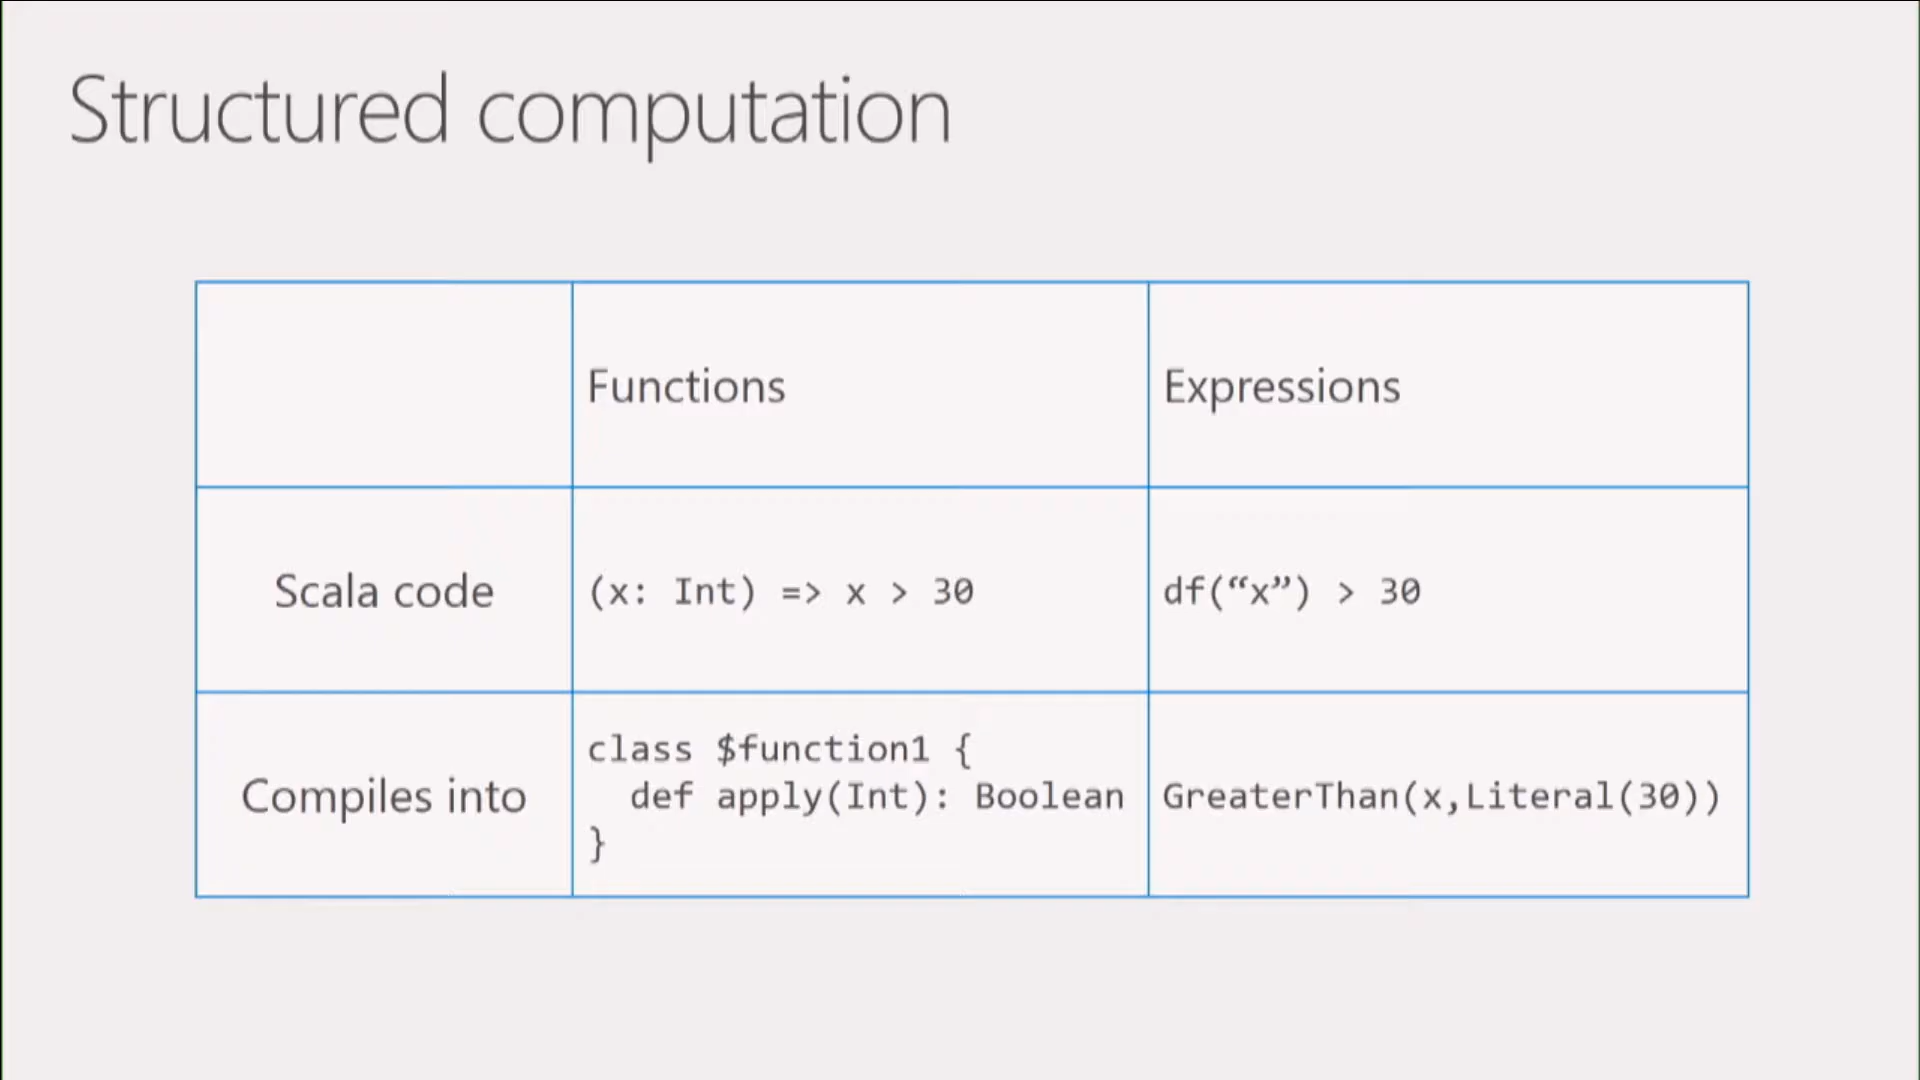 Structured computation
Functions
Expressions
Scala code
(x: Int) => x > 30
df(“x”) > 30
Compiles into
class $function1 {
def apply(Int): Boolean
}
GreaterThan(x,Literal(30))